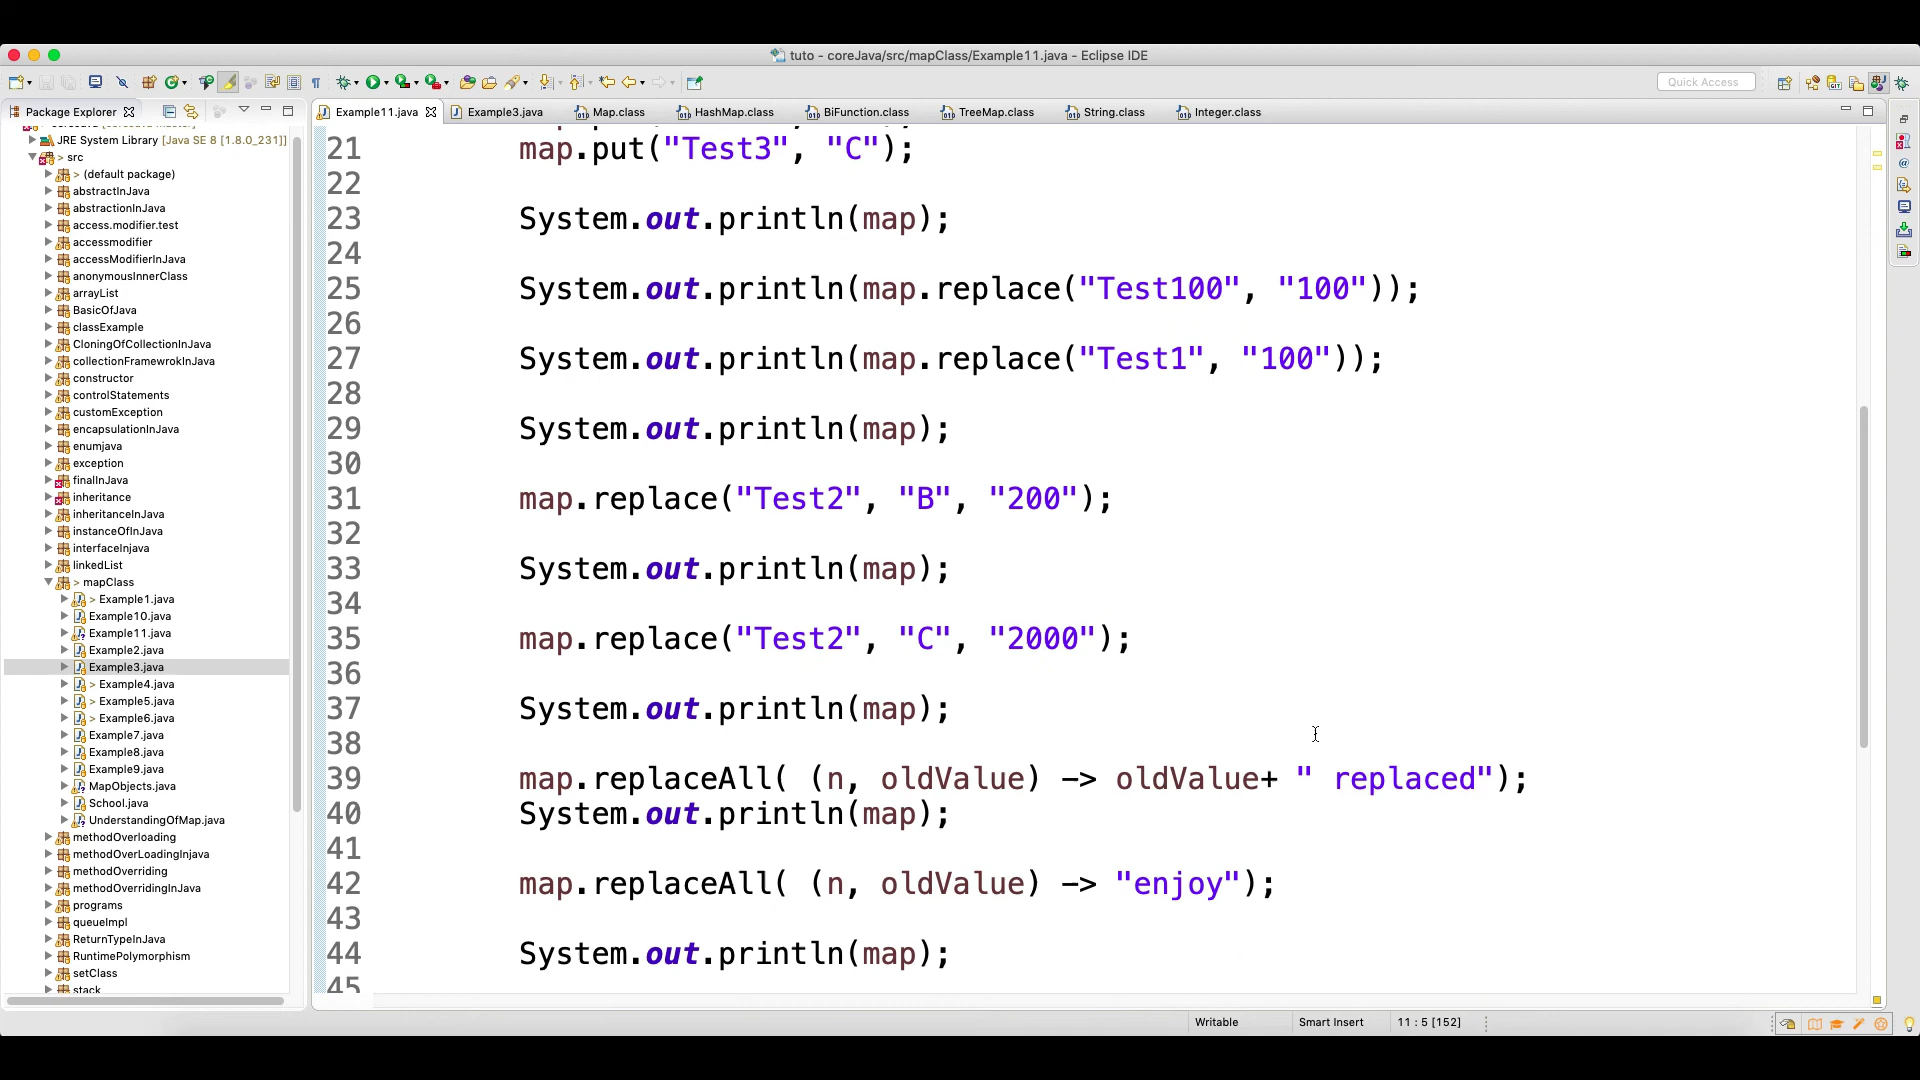 tuto - coreJava/src/mapClass/Example11.java - Eclipse IDE
Quick Access
Package Explorer
Example11.java
Example3.java
Map.class
HashMap.class
BiFunction.class
TreeMap.class
String.class
Integer.class
JRE System Library [Java SE 8 [1.8.0_231]]
> src
> (default package)
abstractInJava
abstractionInJava
access.modifier.test
accessmodifier
accessModifierInJava
anonymousInnerClass
arrayList
BasicOfJava
classExample
CloningOfCollectionInJava
collectionFramewrokInJava
constructor
controlStatements
customException
encapsulationInJava
enumjava
exception
finalInJava
inheritance
inheritanceInJava
instanceOfInJava
interfaceInjava
linkedList
> mapClass
> Example1.java
Example10.java
Example11.java
Example2.java
Example3.java
> Example4.java
> Example5.java
> Example6.java
Example7.java
Example8.java
Example9.java
MapObjects.java
School.java
UnderstandingOfMap.java
methodOverloading
methodOverLoadingInjava
methodOverriding
methodOverridingInJava
programs
queueImpl
ReturnTypeInJava
RuntimePolymorphism
setClass
stack
21 map.put("Test3", "C");
22
23 System.out.println(map);
24
25 System.out.println(map.replace("Test100", "100"));
26
27 System.out.println(map.replace("Test1", "100"));
28
29 System.out.println(map);
30
31 map.replace("Test2", "B", "200");
32
33 System.out.println(map);
34
35 map.replace("Test2", "C", "2000");
36
37 System.out.println(map);
38
39 map.replaceAll( (n, oldValue) -> oldValue+ " replaced");
40 System.out.println(map);
41
42 map.replaceAll( (n, oldValue) -> "enjoy");
43
44 System.out.println(map);
45
Writable
Smart Insert
11 : 5 [152]